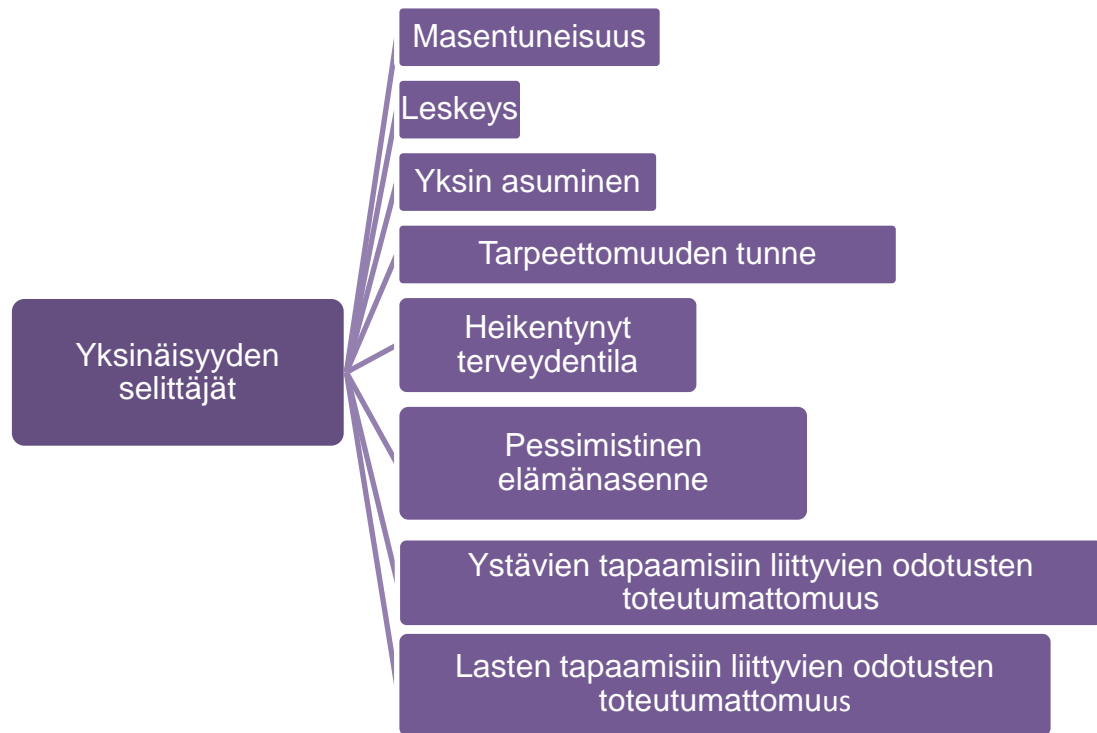 Masentuneisuus
Leskeys
Yksin asuminen
Tarpeettomuuden tunne
Yksinäisyyden
selittäjät
Heikentynyt
terveydentila
Pessimistinen
elämänasenne
Ystävien tapaamisiin liittyvien odotusten
toteutumattomuus
Lasten tapaamisiin liittyvien odotusten
toteutumattomuus